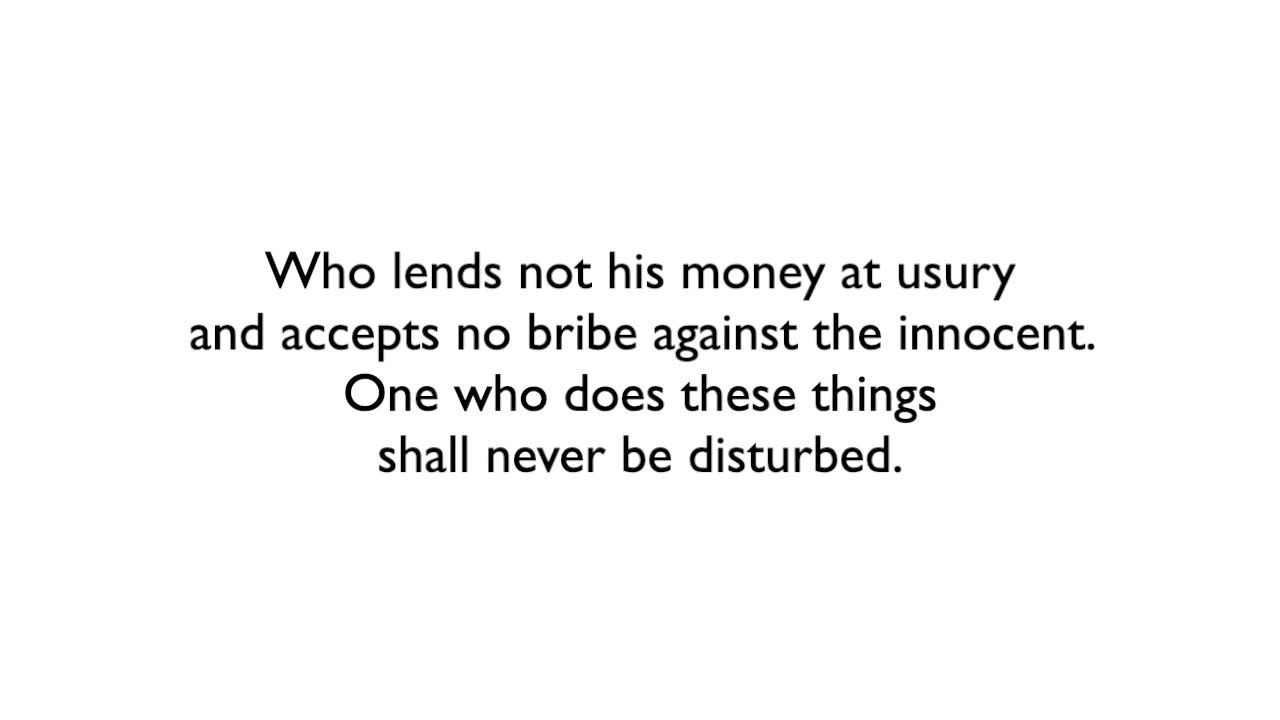 Who lends not his money at usury
and accepts no bribe against the innocent.
One who does these things
shall never be disturbed.